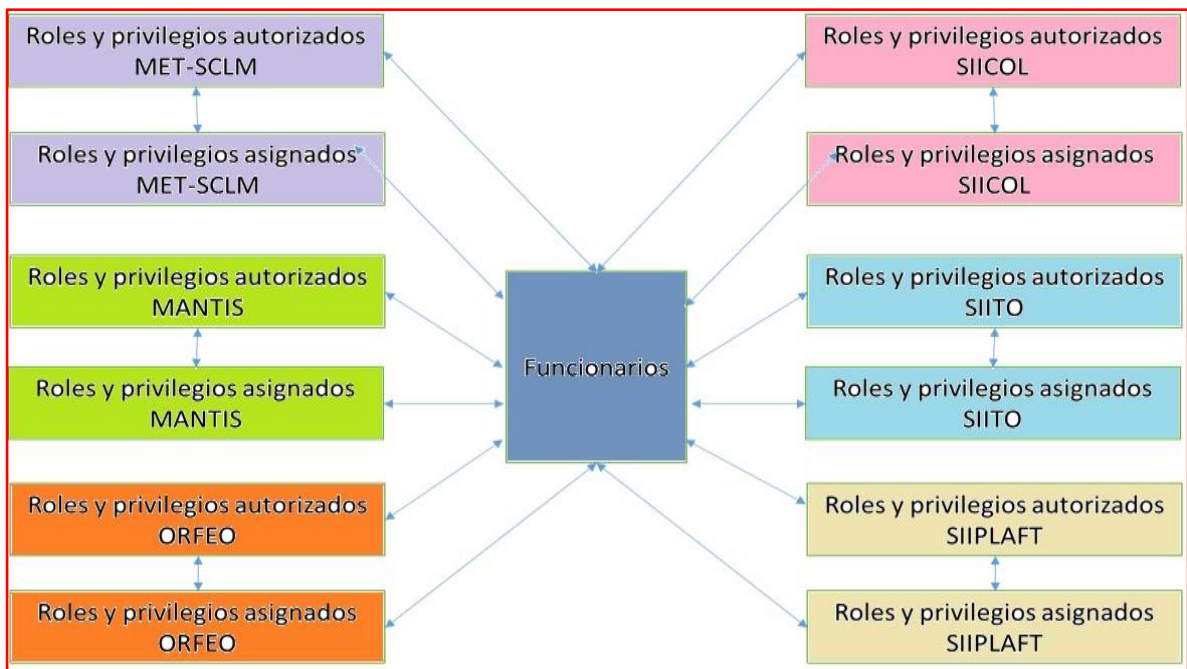 Roles y privilegios autorizados
MET-SCLM
Roles y privilegios asignados
MET-SCLM
Roles y privilegios autorizados
MANTIS
Roles y privilegios asignados
MANTIS
Roles y privilegios autorizados
ORFEO
Roles y privilegios asignados
ORFEO
Funcionarios
Roles y privilegios autorizados
SIICOL
Roles y privilegios asignados
SIICOL
Roles y privilegios autorizados
SIITO
Roles y privilegios asignados
SIITO
Roles y privilegios autorizados
SIIPLAFT
Roles y privilegios asignados
SIIPLAFT